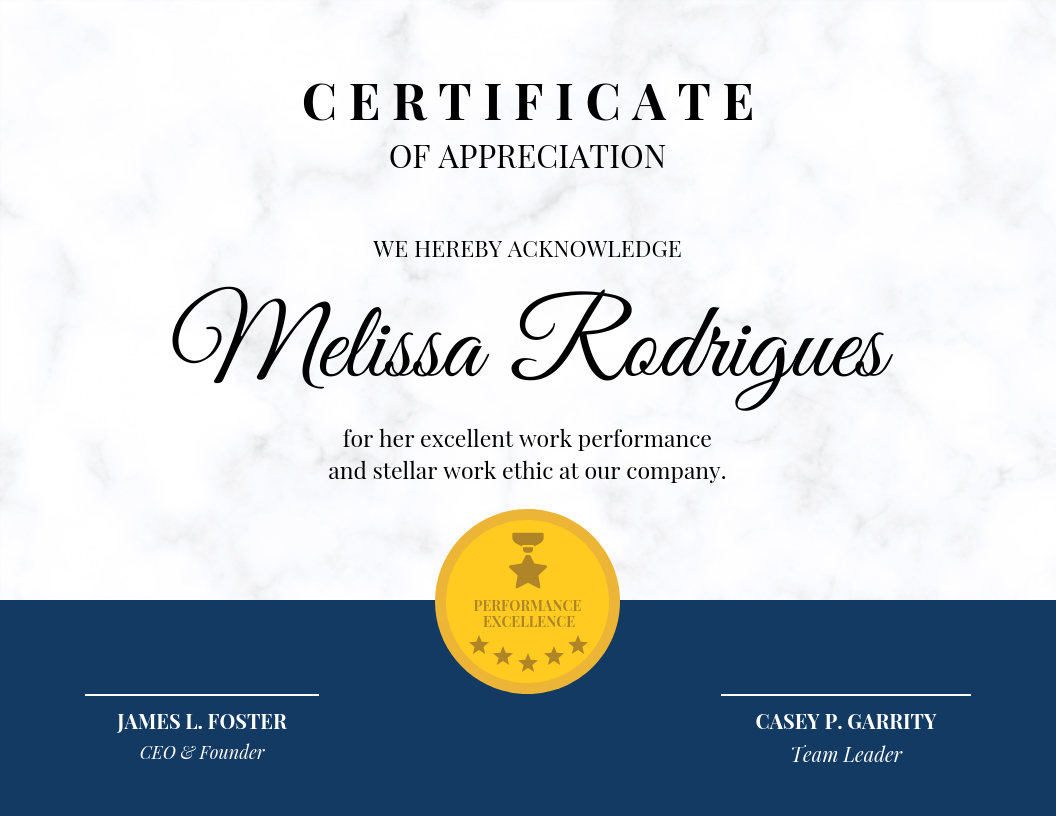 CERTIFICATE
OF APPRECIATION
WE HEREBY ACKNOWLEDGE
Melissa Rodrigues
for her excellent work performance
and stellar work ethic at our company.
PERFORMANCE
EXCELLENCE
JAMES L. FOSTER
CEO & Founder
CASEY P. GARRITY
Team Leader